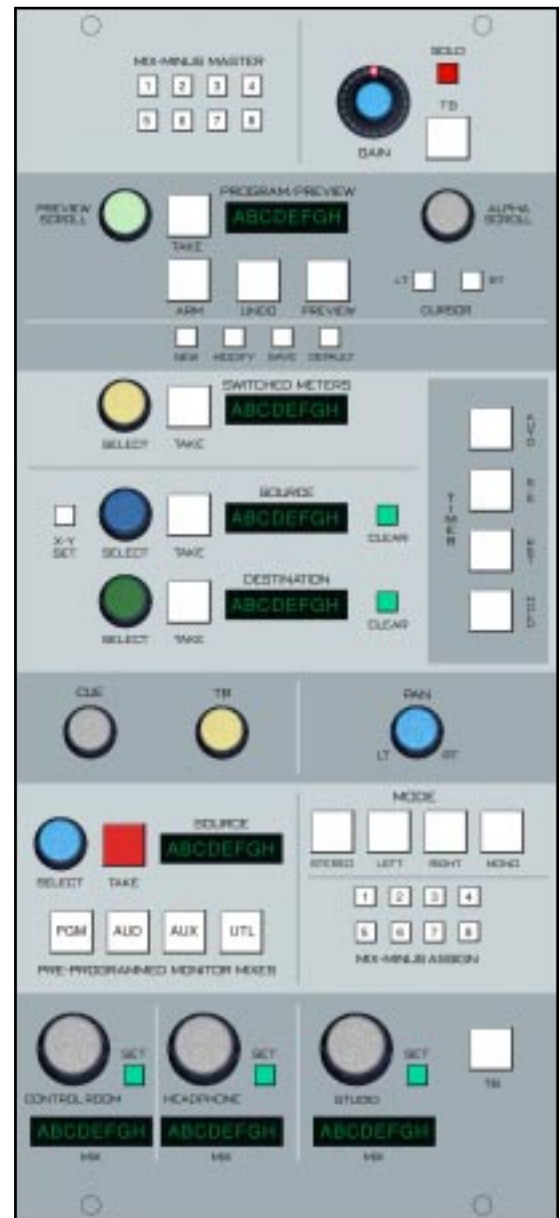 MIX-MINUS MASTER
1 2 3 4
5 6 7 8
SOLO
TB
GAIN
PREVIEW
SCROLL
TAKE
PROGRAM/PREVIEW
ABCDEFGH
ALPHA
SCROLL
ARM UNDO PREVIEW
LT RT
CURSOR
NEW MODIFY SAVE DEFAULT
SWITCHED METERS
ABCDEFGH
SELECT TAKE
TIMER
X-Y
SET
SELECT TAKE
SOURCE
ABCDEFGH
CLEAR
DESTINATION
ABCDEFGH
SELECT TAKE
CLEAR
CUE
TB
PAN
LT RT
SOURCE
ABCDEFGH
SELECT TAKE
PGM AUD AUX UTL
PRE-PROGRAMMED MONITOR MIXES
MODE
STEREO LEFT RIGHT MONO
1 2 3 4
5 6 7 8
MIX-MINUS ASSIGN
SET
CONTROL ROOM
ABCDEFGH
MIX
SET
HEADPHONE
ABCDEFGH
MIX
SET
STUDIO
ABCDEFGH
MIX
TB